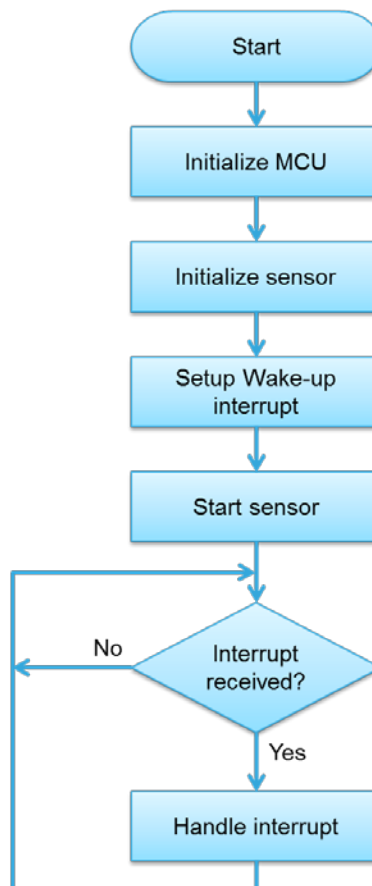 Start
Initialize MCU
Initialize sensor
Setup Wake-up
interrupt
Start sensor
Interrupt
received?
No
Yes
Handle interrupt